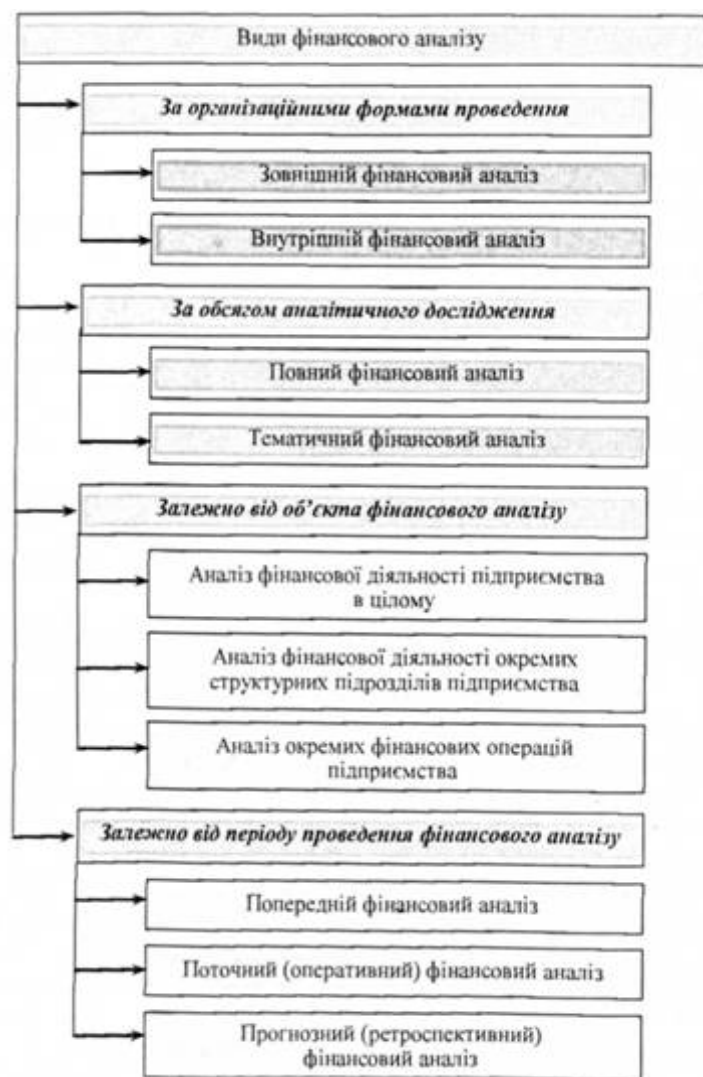 Види фінансового аналізу
За організаційними формами проведення
Зовнішній фінансовий аналіз
Внутрішній фінансовий аналіз
За обсягом аналітичного дослідження
Повний фінансовий аналіз
Тематичний фінансовий аналіз
Залежно від об’єкта фінансового аналізу
Аналіз фінансової діяльності підприємства
в цілому
Аналіз фінансової діяльності окремих
структурних підрозділів підприємства
Аналіз окремих фінансових операцій
підприємства
Залежно від періоду проведення фінансового аналізу
Попередній фінансовий аналіз
Поточний (оперативний) фінансовий аналіз
Прогнозний (ретроспективний)
фінансовий аналіз